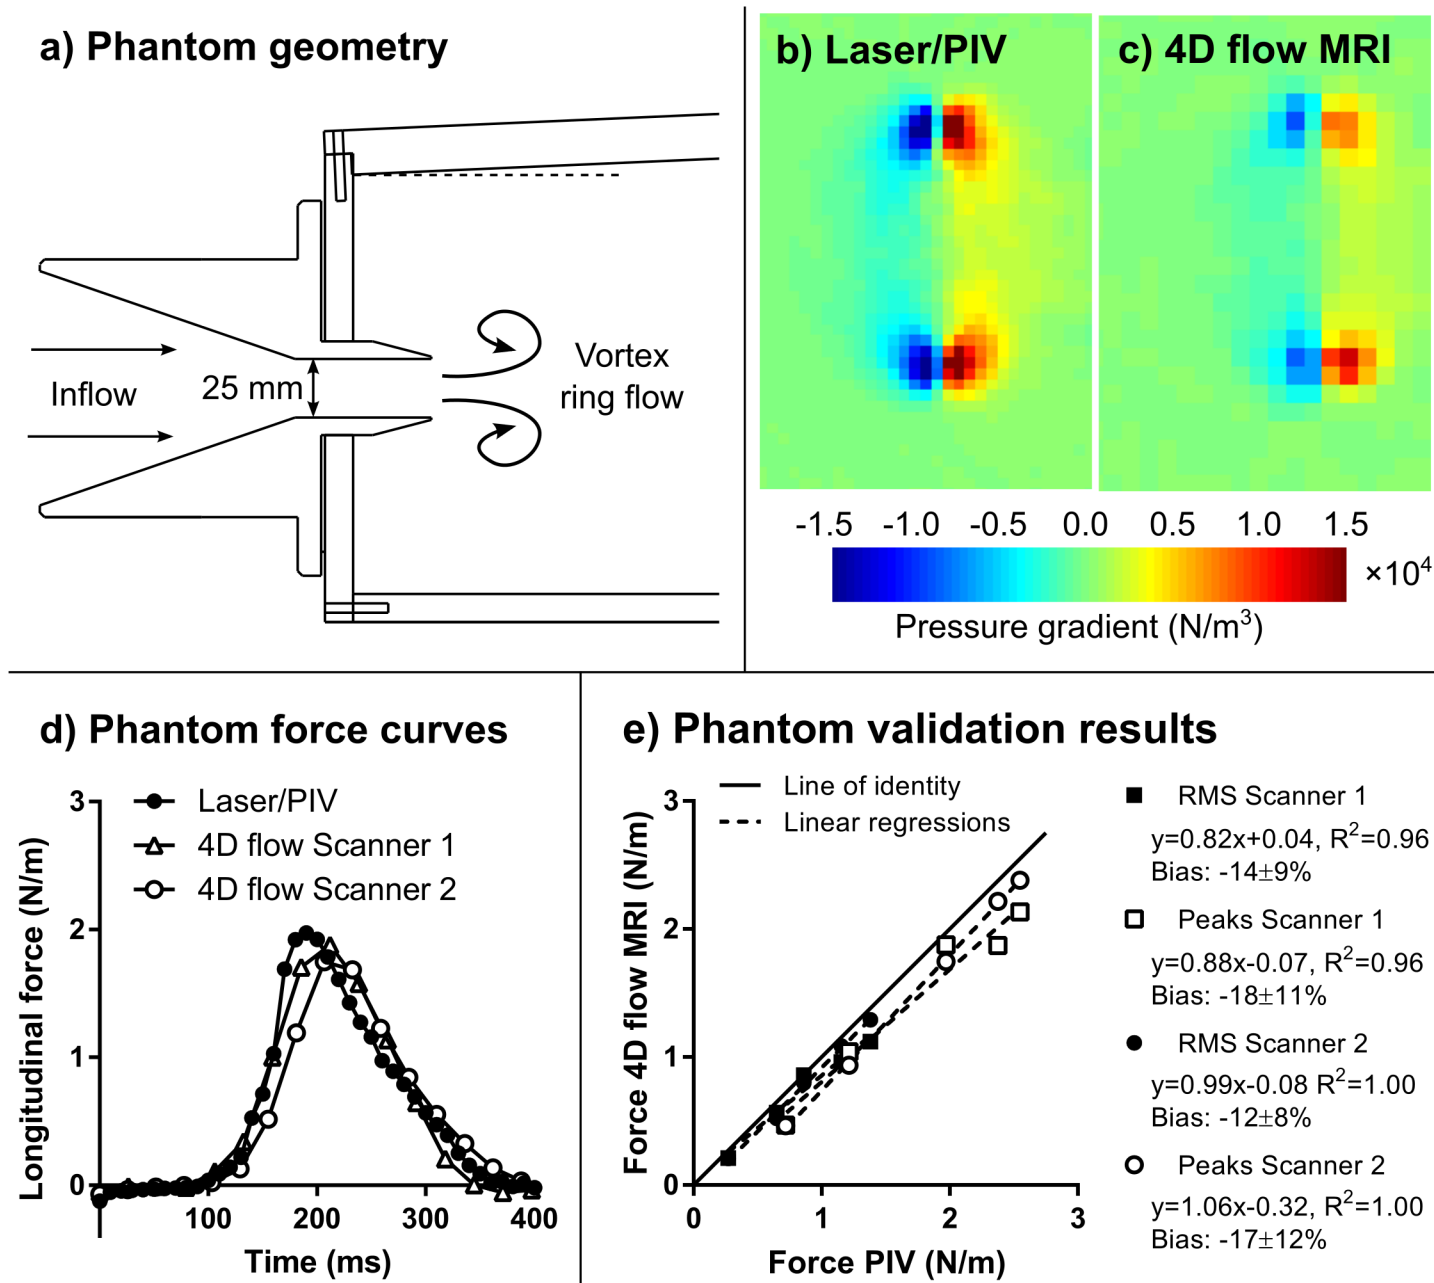 a) Phantom geometry
Inflow
25 mm
Vortex
ring flow
b) Laser/PIV
c) 4D flow MRI
-1.5 -1.0 -0.5 0.0 0.5 1.0 1.5
×10⁴
Pressure gradient (N/m³)
d) Phantom force curves
Laser/PIV
4D flow Scanner 1
4D flow Scanner 2
Longitudinal force (N/m)
3
2
1
0
100 200 300 400
Time (ms)
e) Phantom validation results
Line of identity
Linear regressions
Force 4D flow MRI (N/m)
3
2
1
0
0 1 2 3
Force PIV (N/m)
RMS Scanner 1
y=0.82x+0.04, R²=0.96
Bias: -14±9%
Peaks Scanner 1
y=0.88x-0.07, R²=0.96
Bias: -18±11%
RMS Scanner 2
y=0.99x-0.08 R²=1.00
Bias: -12±8%
Peaks Scanner 2
y=1.06x-0.32, R²=1.00
Bias: -17±12%